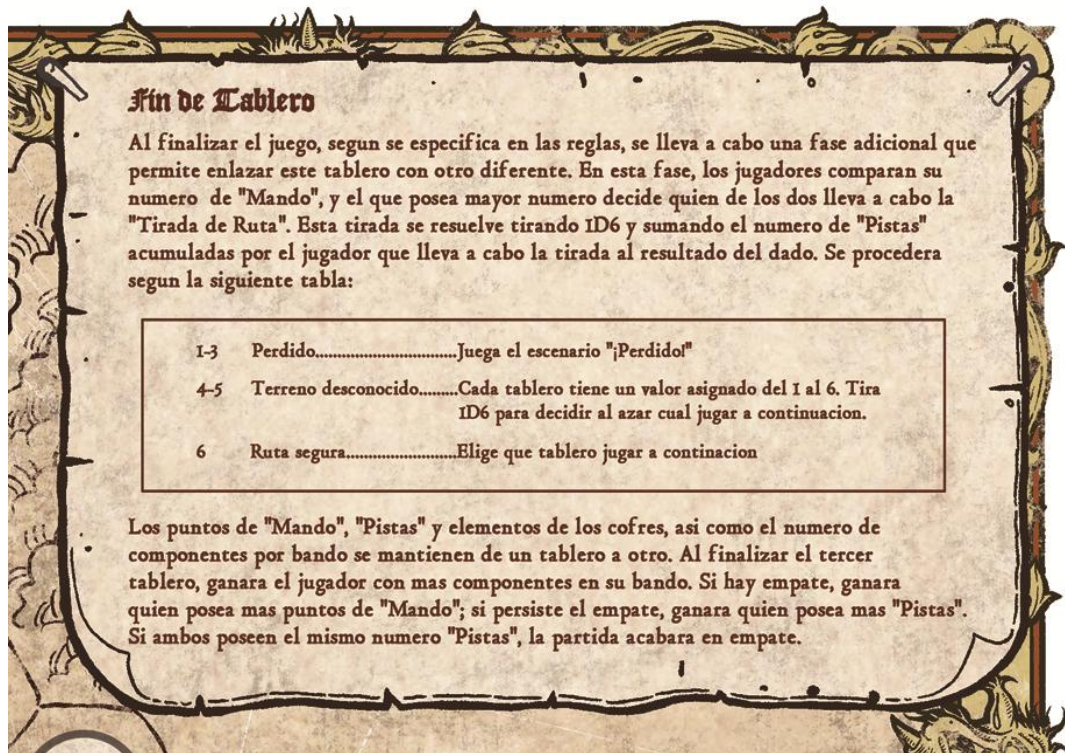 Fin de Tablero
Al finalizar el juego, segun se especifica en las reglas, se lleva a cabo una fase adicional que
permite enlazar este tablero con otro diferente. En esta fase, los jugadores comparan su
numero de "Mando", y el que posea mayor numero decide quien de los dos lleva a cabo la
"Tirada de Ruta". Esta tirada se resuelve tirando 1D6 y sumando el numero de "Pistas"
acumuladas por el jugador que lleva a cabo la tirada al resultado del dado. Se procedera
segun la siguiente tabla:
1-3 Perdido................................Juega el escenario "¡Perdido!"
4-5 Terreno desconocido.........Cada tablero tiene un valor asignado del 1 al 6. Tira
1D6 para decidir al azar cual jugar a continuacion.
6 Ruta segura.........................Elige que tablero jugar a continacion
Los puntos de "Mando", "Pistas" y elementos de los cofres, asi como el numero de
componentes por bando se mantienen de un tablero a otro. Al finalizar el tercer
tablero, ganara el jugador con mas componentes en su bando. Si hay empate, ganara
quien posea mas puntos de "Mando"; si persiste el empate, ganara quien posea mas "Pistas".
Si ambos poseen el mismo numero "Pistas", la partida acabara en empate.